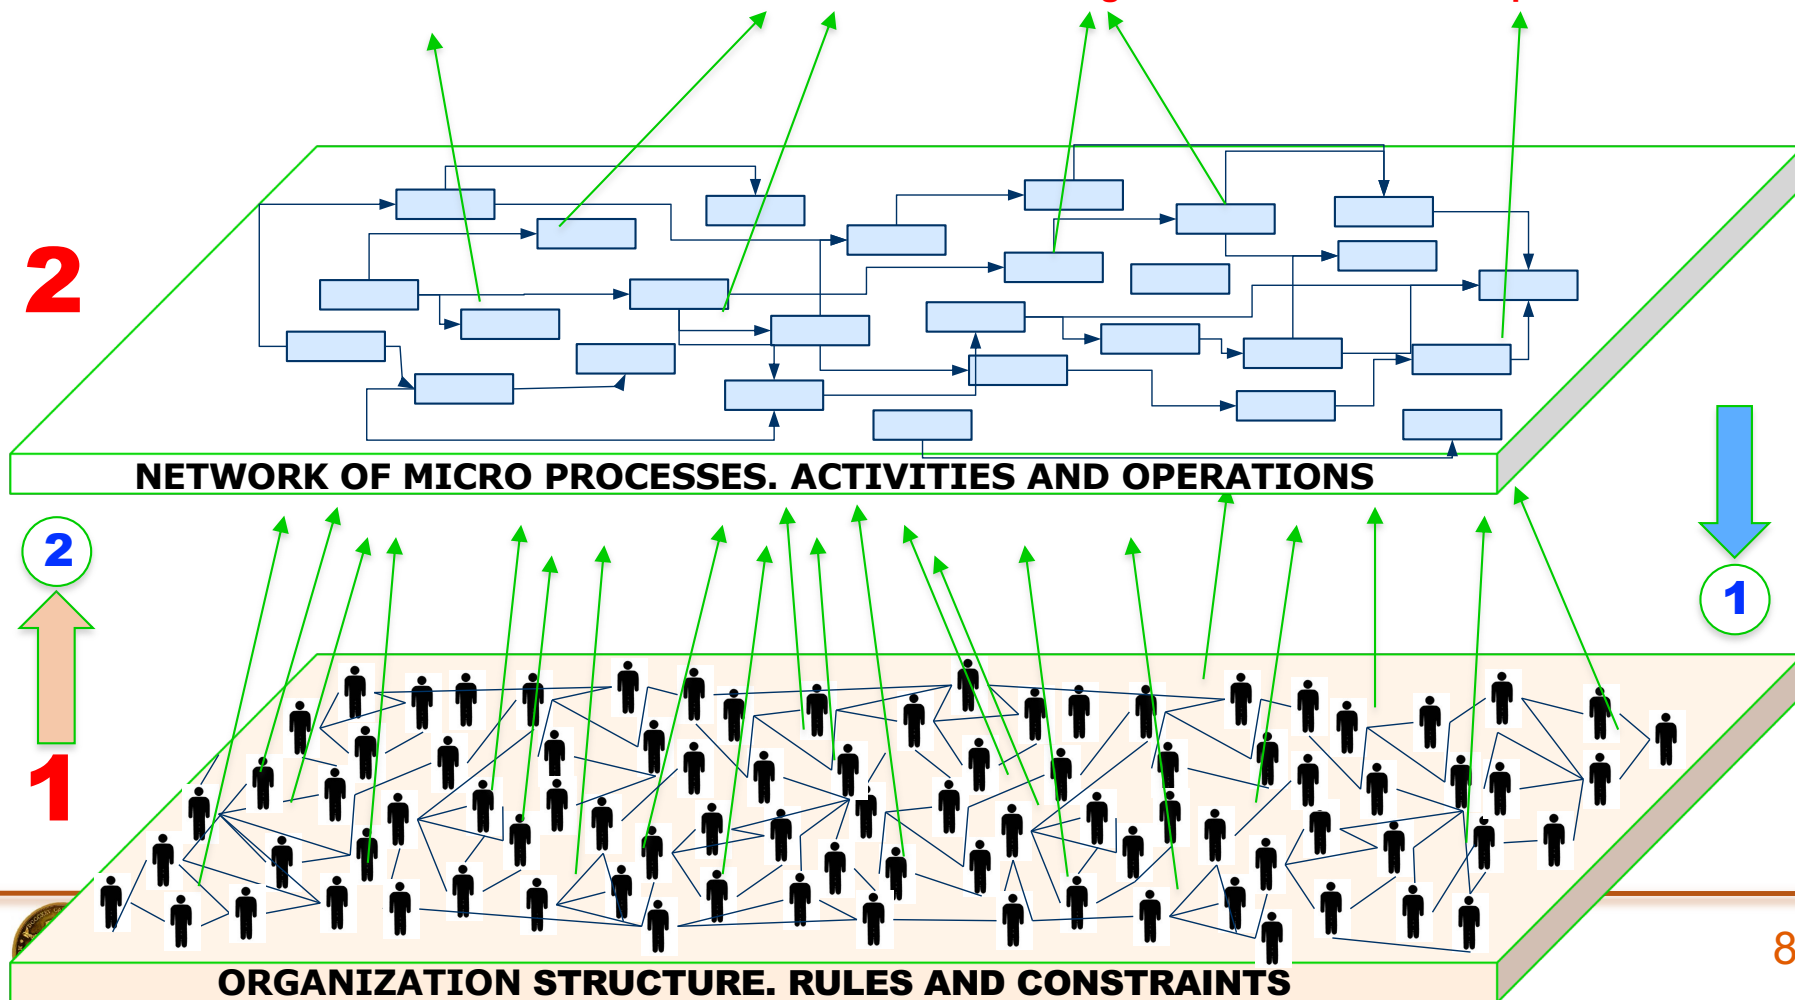 2
NETWORK OF MICRO PROCESSES. ACTIVITIES AND OPERATIONS
2
1
1
8
ORGANIZATION STRUCTURE. RULES AND CONSTRAINTS